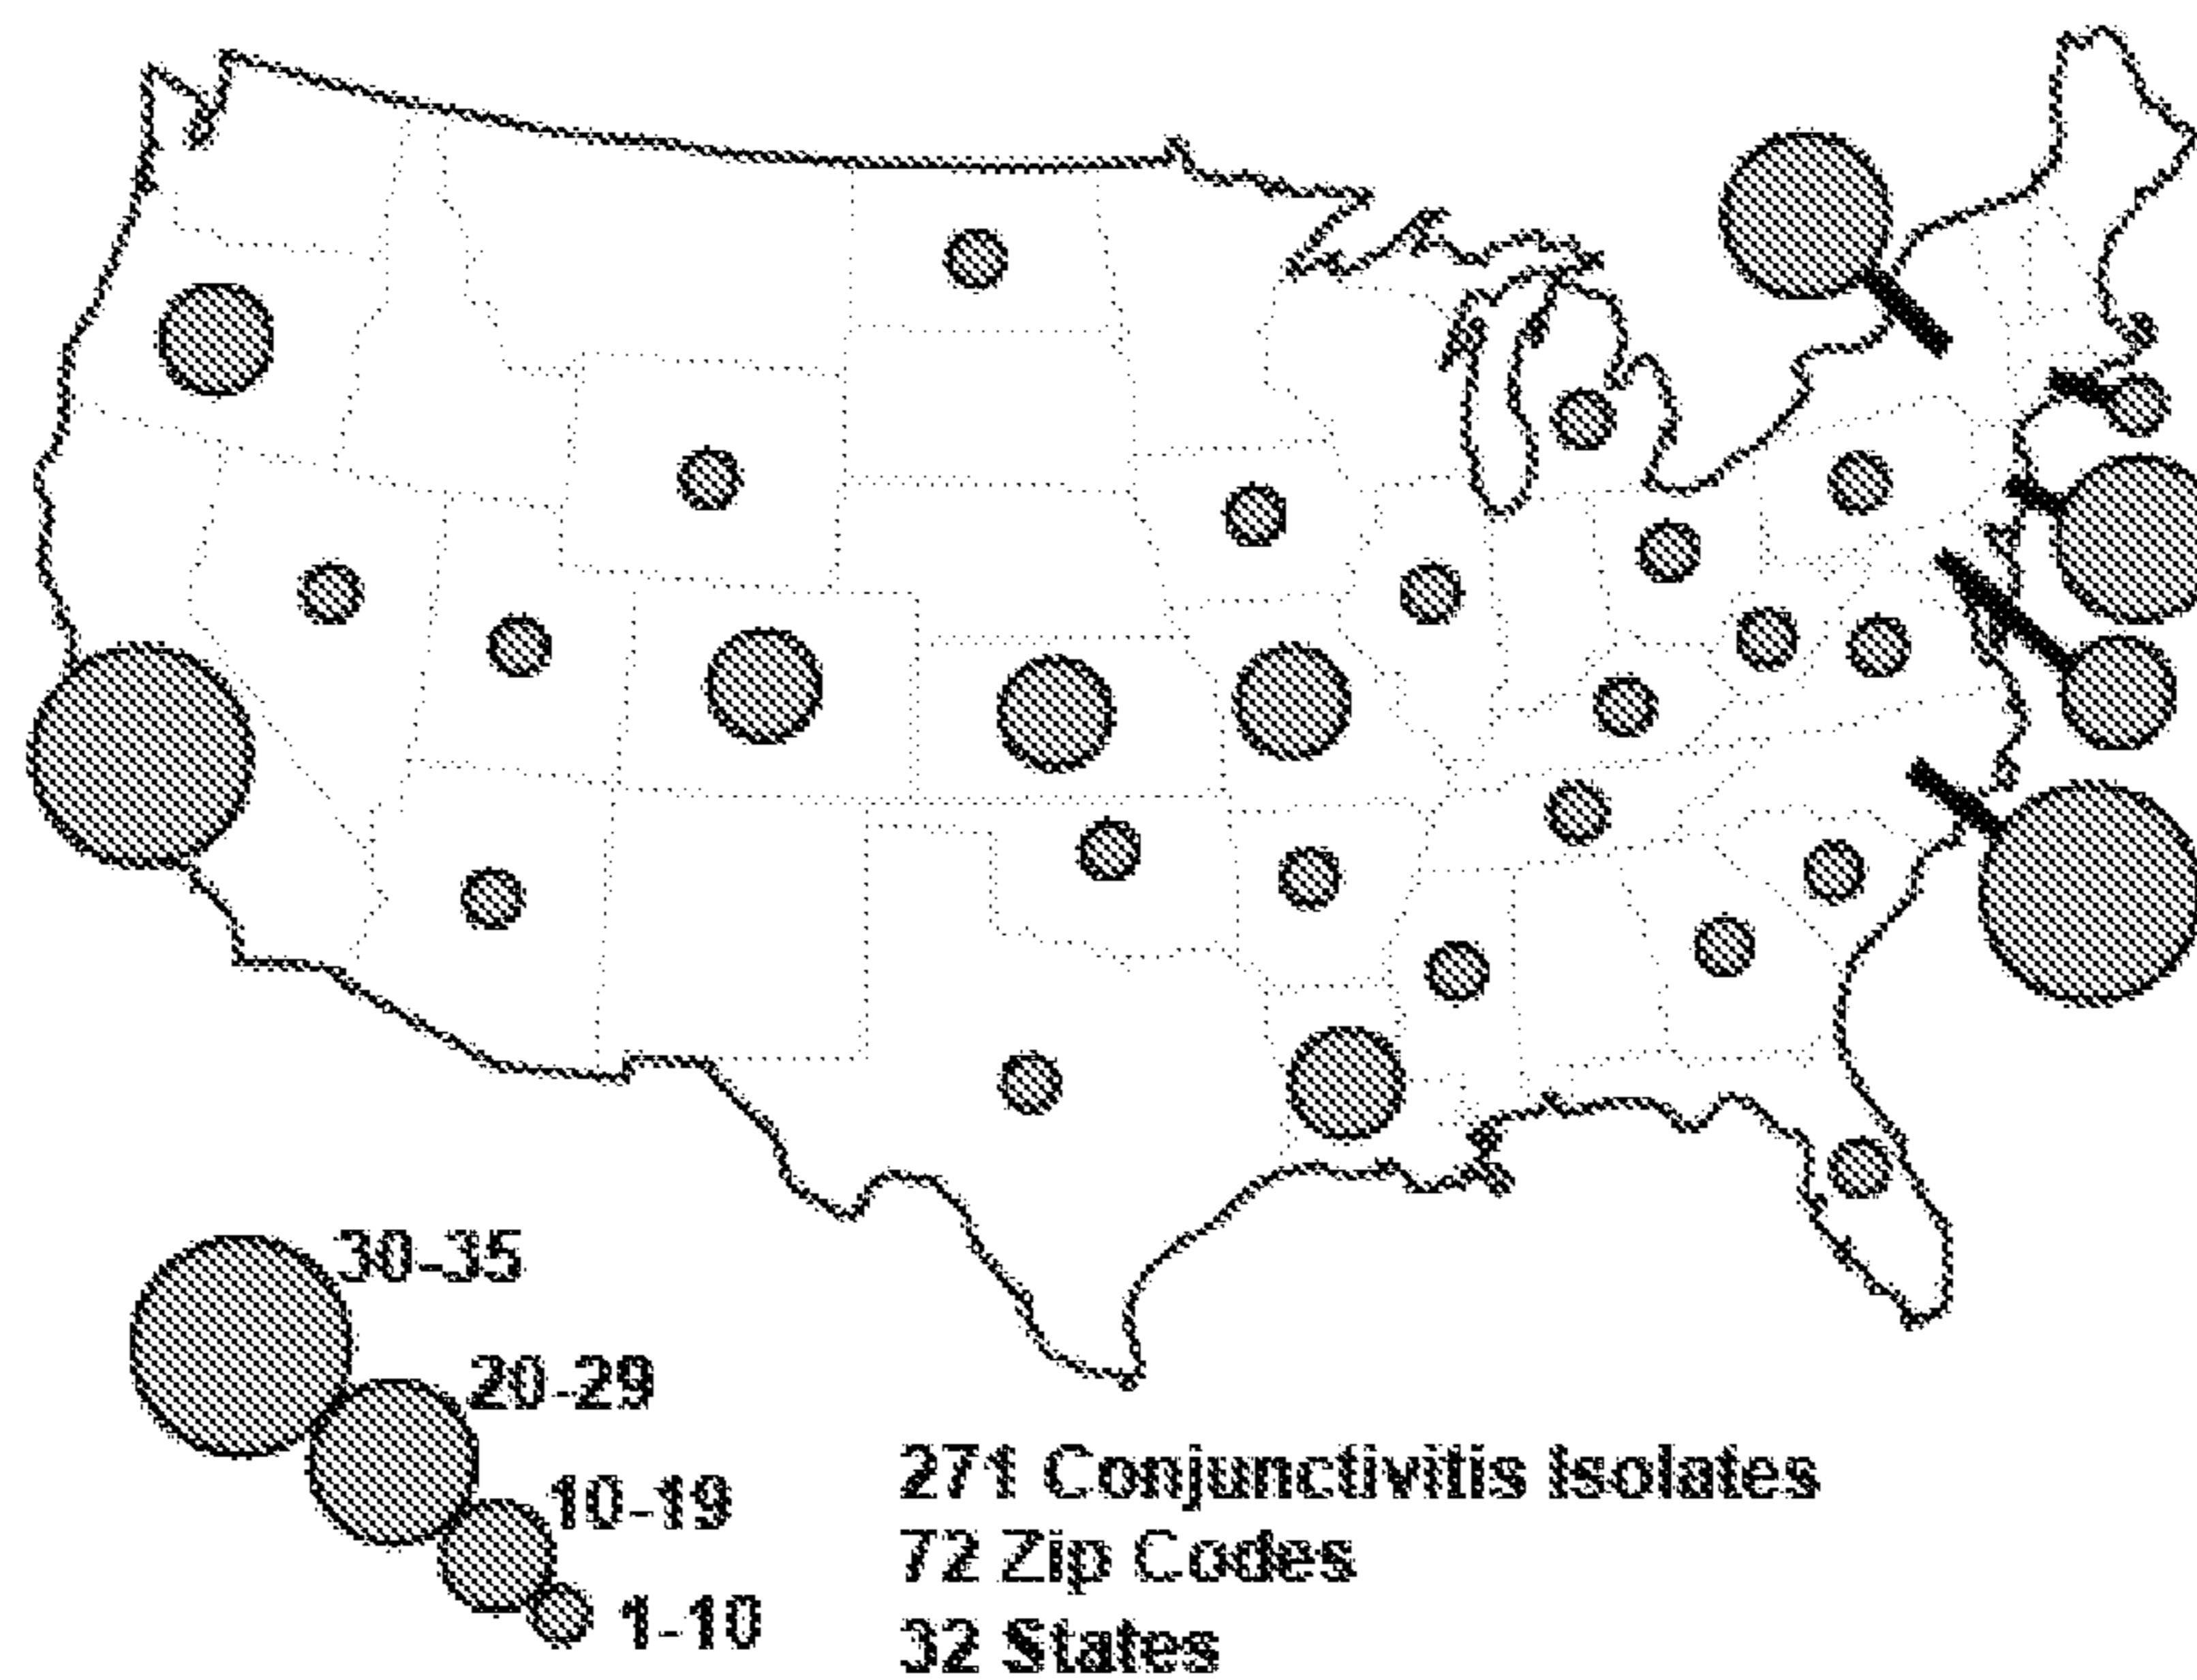 30-35
20-29
10-19
1-10
271 Conjunctivitis Isolates
72 Zip Codes
32 States